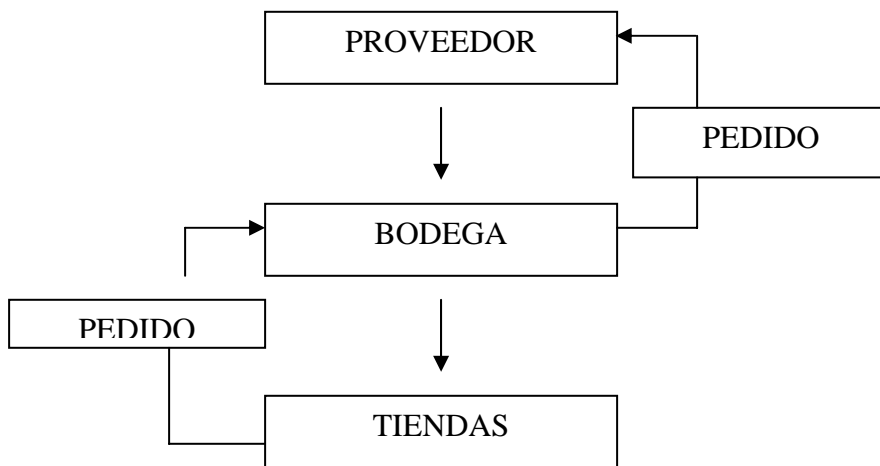 PROVEEDOR
PEDIDO
BODEGA
PEDIDO
TIENDAS